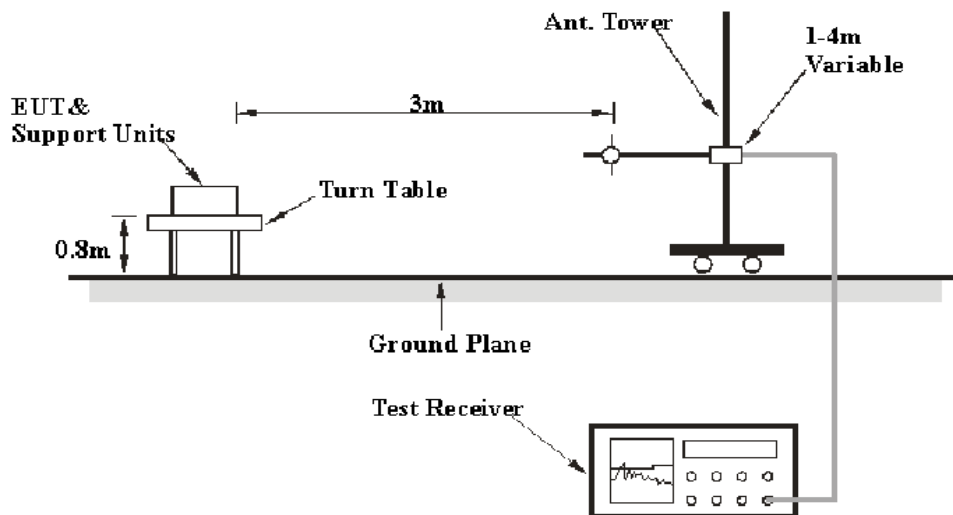 Ant. Tower
1-4m
Variable
3m
EUT&
Support Units
Turn Table
0.8m
Ground Plane
Test Receiver